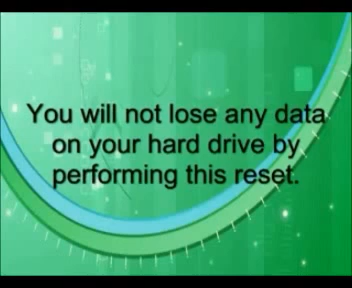 You will not lose any data
on your hard drive by
performing this reset.